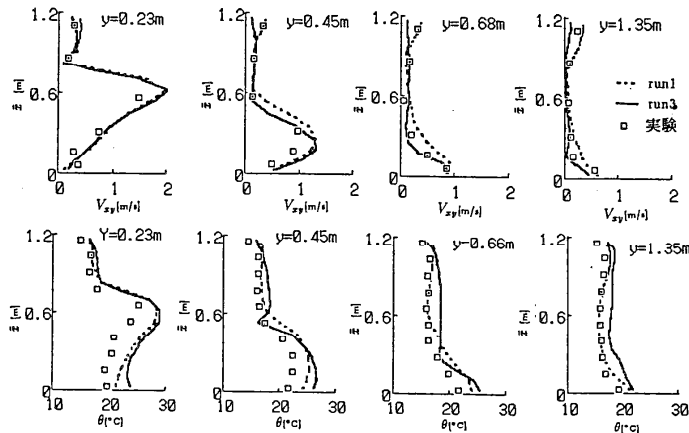 1.2
y=0.23m
z [m]
0.6
0
0
1
2
Vxy[m/s]
1.2
y=0.45m
z [m]
0.6
0
0
1
2
Vxy[m/s]
1.2
y=0.68m
z [m]
0.6
0
0
1
2
Vxy[m/s]
1.2
y=1.35m
z [m]
0.6
0
0
1
2
Vxy[m/s]
run1
run3
実験
1.2
Y=0.23m
z [m]
0.6
0
10
20
30
θ[°C]
1.2
y=0.45m
z [m]
0.6
0
10
20
30
θ[°C]
1.2
y-0.66m
z [m]
0.6
0
10
20
30
θ[°C]
1.2
y=1.35m
z [m]
0.6
0
10
20
30
θ[°C]